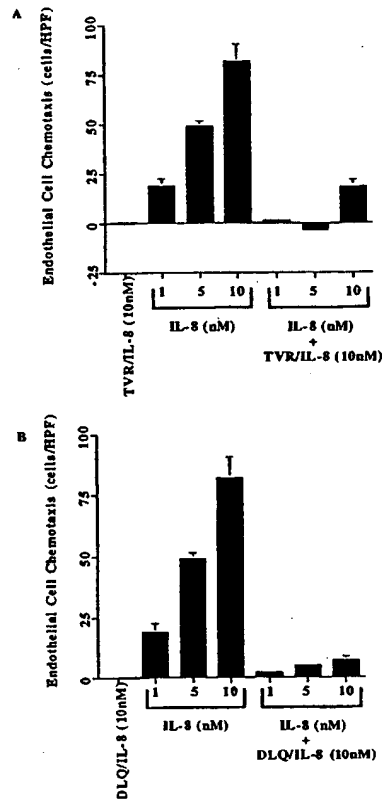 A
Endothelial Cell Chemotaxis (cells/HPF)
100
75
50
25
0
-25
TVR/IL-8 (10nM)
1 5 10 1 5 10
IL-8 (nM) IL-8 (nM)
+
TVR/IL-8 (10nM)
B
Endothelial Cell Chemotaxis (cells/HPF)
100
75
50
25
0
DLQ/IL-8 (10nM)
1 5 10 1 5 10
IL-8 (nM) IL-8 (nM)
+
DLQ/IL-8 (10nM)